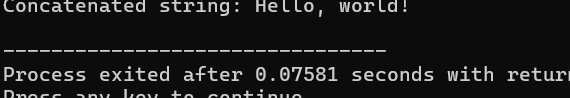 Concatenated string: Hello, world!
--------------------------------
Process exited after 0.07581 seconds with return
Press any key to continue